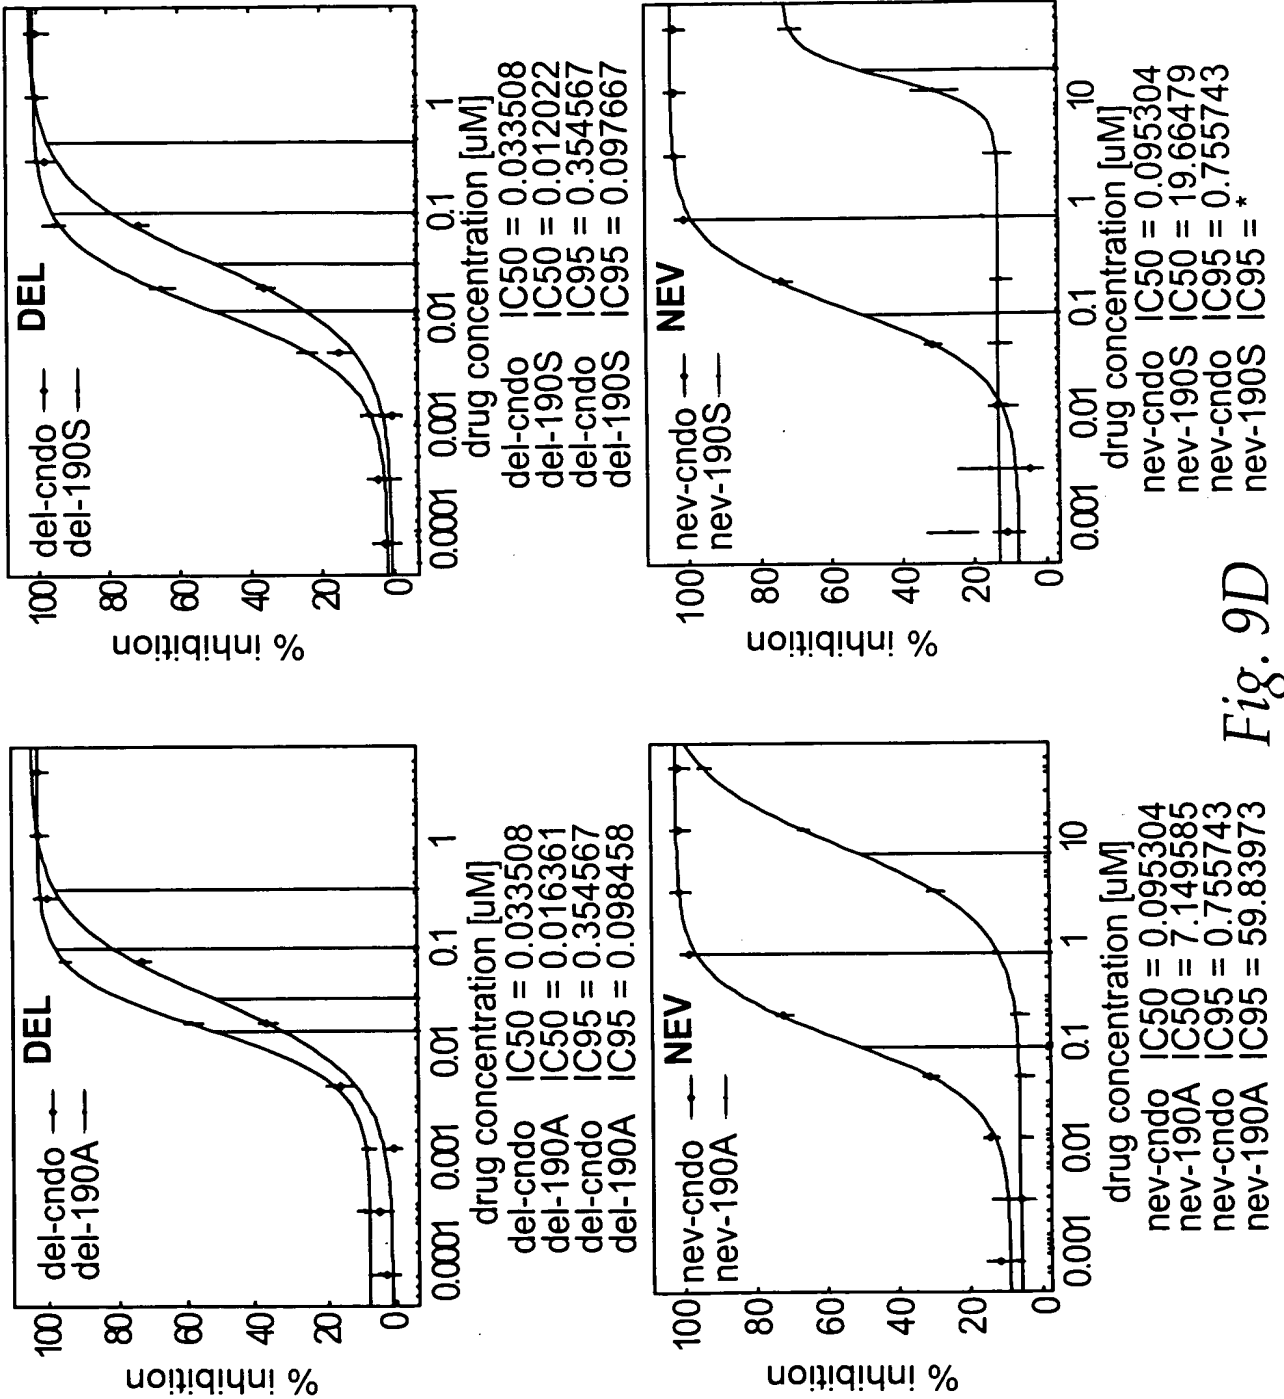 % inhibition
100
80
60
40
20
0
del-cndo
del-190A
DEL
0.0001 0.001 0.01 0.1 1
drug concentration [uM]
del-cndo IC50 = 0.033508
del-190A IC50 = 0.016361
del-cndo IC95 = 0.354567
del-190A IC95 = 0.098458
% inhibition
100
80
60
40
20
0
del-cndo
del-190S
DEL
0.0001 0.001 0.01 0.1 1
drug concentration [uM]
del-cndo IC50 = 0.033508
del-190S IC50 = 0.012022
del-cndo IC95 = 0.354567
del-190S IC95 = 0.097667
% inhibition
100
80
60
40
20
0
nev-cndo
nev-190A
NEV
0.001 0.01 0.1 1 10
drug concentration [uM]
nev-cndo IC50 = 0.095304
nev-190A IC50 = 7.149585
nev-cndo IC95 = 0.755743
nev-190A IC95 = 59.83973
% inhibition
100
80
60
40
20
0
nev-cndo
nev-190S
NEV
0.001 0.01 0.1 1 10
drug concentration [uM]
nev-cndo IC50 = 0.095304
nev-190S IC50 = 19.66479
nev-cndo IC95 = 0.755743
nev-190S IC95 = *
Fig. 9D